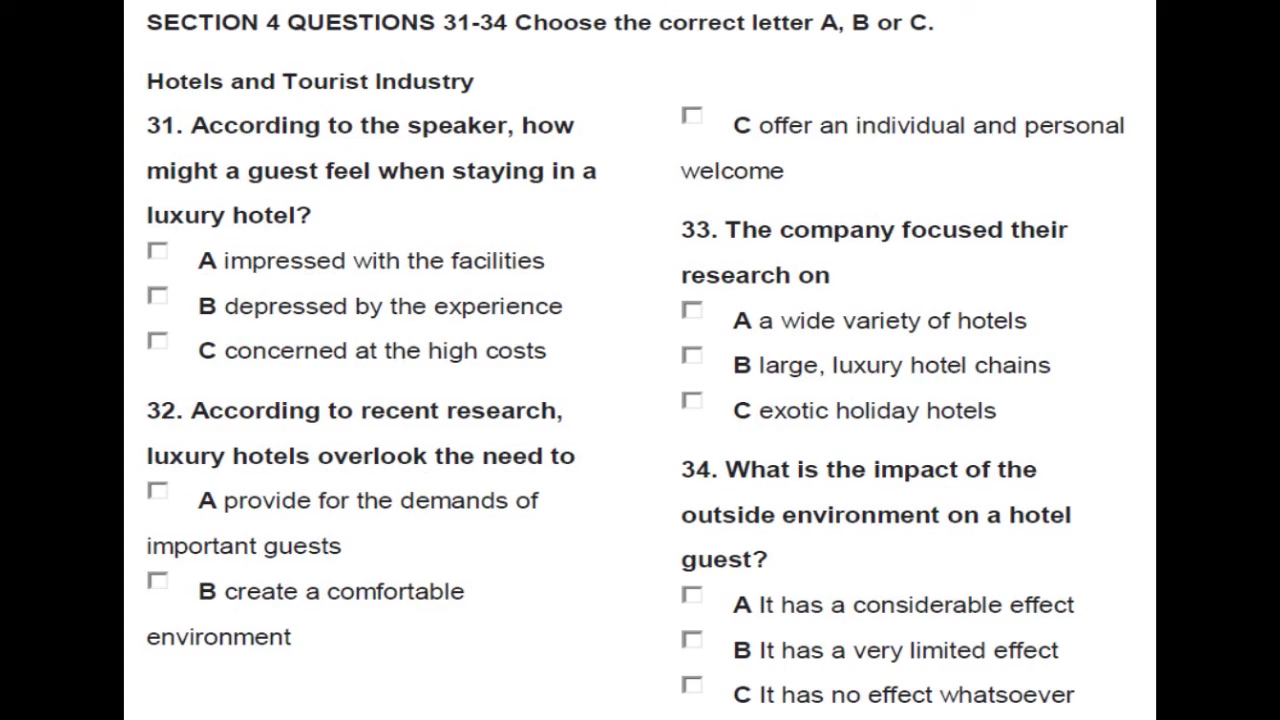 SECTION 4 QUESTIONS 31-34 Choose the correct letter A, B or C.
Hotels and Tourist Industry
31. According to the speaker, how
might a guest feel when staying in a
luxury hotel?
A impressed with the facilities
B depressed by the experience
C concerned at the high costs
32. According to recent research,
luxury hotels overlook the need to
A provide for the demands of
important guests
B create a comfortable
environment
C offer an individual and personal
welcome
33. The company focused their
research on
A a wide variety of hotels
B large, luxury hotel chains
C exotic holiday hotels
34. What is the impact of the
outside environment on a hotel
guest?
A It has a considerable effect
B It has a very limited effect
C It has no effect whatsoever